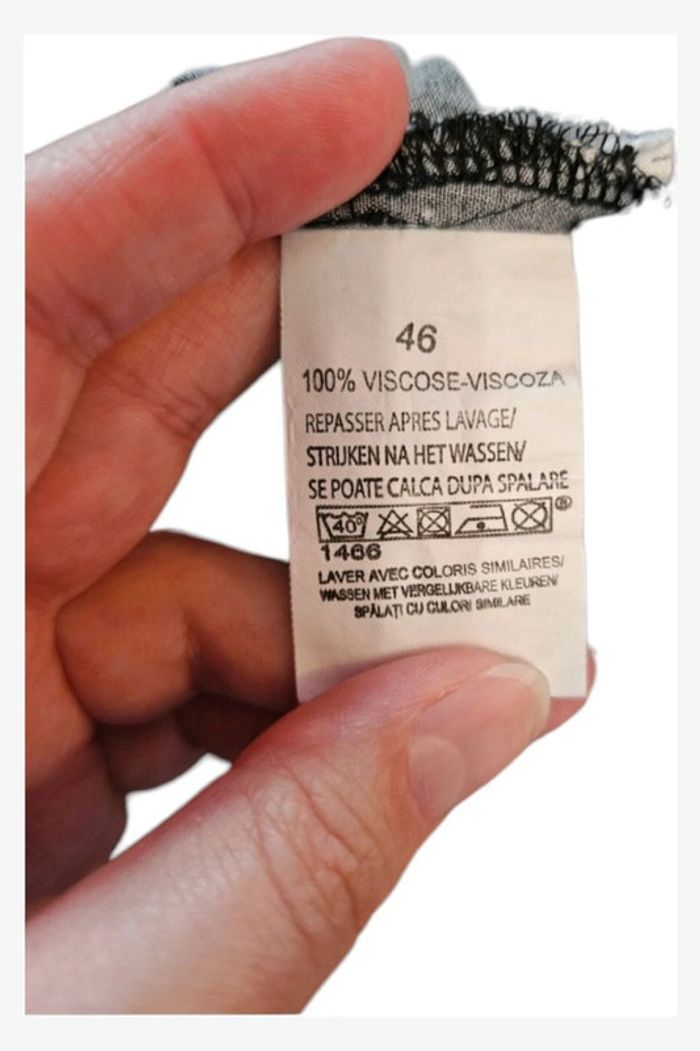 46
100% VISCOSE-VISCOZA
REPASSER APRES LAVAGE/
STRIJKEN NA HET WASSEN/
SE POATE CALCA DUPA SPALARE
40° ®
1466
LAVER AVEC COLORIS SIMILAIRES/
WASSEN MET VERGELIJKBARE KLEUREN/
SPĂLAȚI CU CULORI SIMILARE